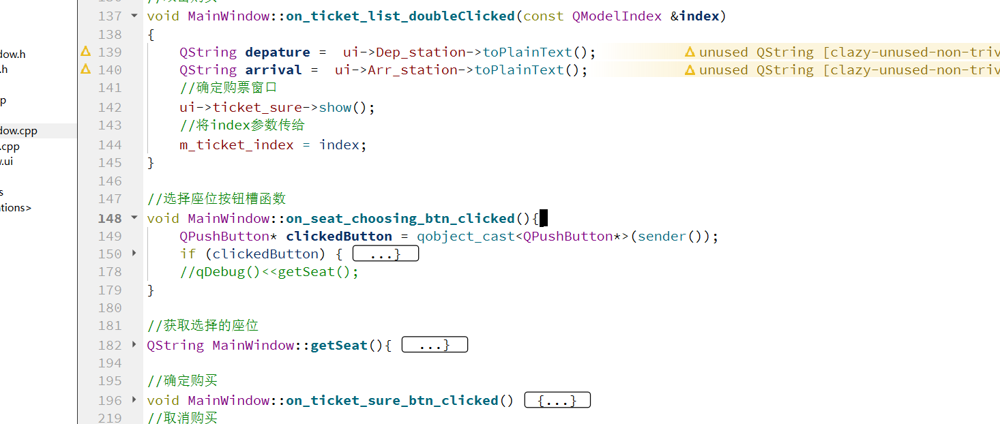 137 void MainWindow::on_ticket_list_doubleClicked(const QModelIndex &index)
138 {
dow.h
139 QString depature =  ui->Dep_station->toPlainText(); unused QString [clazy-unused-non-triv
.h
140 QString arrival =  ui->Arr_station->toPlainText(); unused QString [clazy-unused-non-triv
141 //确定购票窗口
p
142 ui->ticket_sure->show();
143 //将index参数传给
dow.cpp
144 m_ticket_index = index;
.cpp
145 }
.ui
146
s
147 //选择座位按钮槽函数
ations>
148 void MainWindow::on_seat_choosing_btn_clicked(){
149 QPushButton* clickedButton = qobject_cast<QPushButton*>(sender());
150 if (clickedButton) { ...}
178 //qDebug()<<getSeat();
179 }
180
181 //获取选择的座位
182 QString MainWindow::getSeat(){ ...}
194
195 //确定购买
196 void MainWindow::on_ticket_sure_btn_clicked() {...}
219 //取消购买